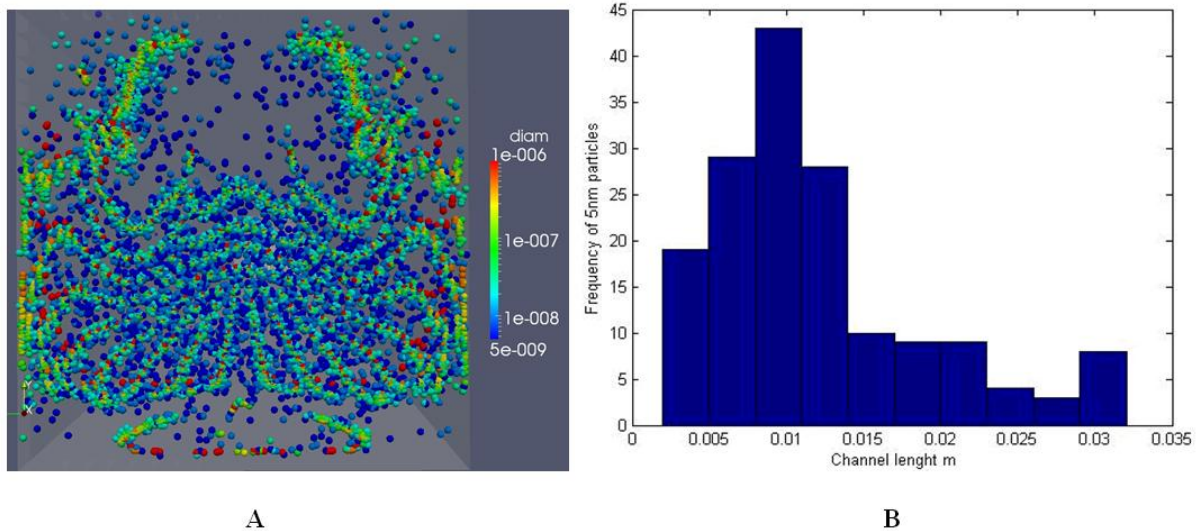 diam
1e-006
1e-007
1e-008
5e-009
Y
X
A
45
40
35
30
25
20
15
10
5
0
Frequency of 5nm particles
0 0.005 0.01 0.015 0.02 0.025 0.03 0.035
Channel lenght m
B